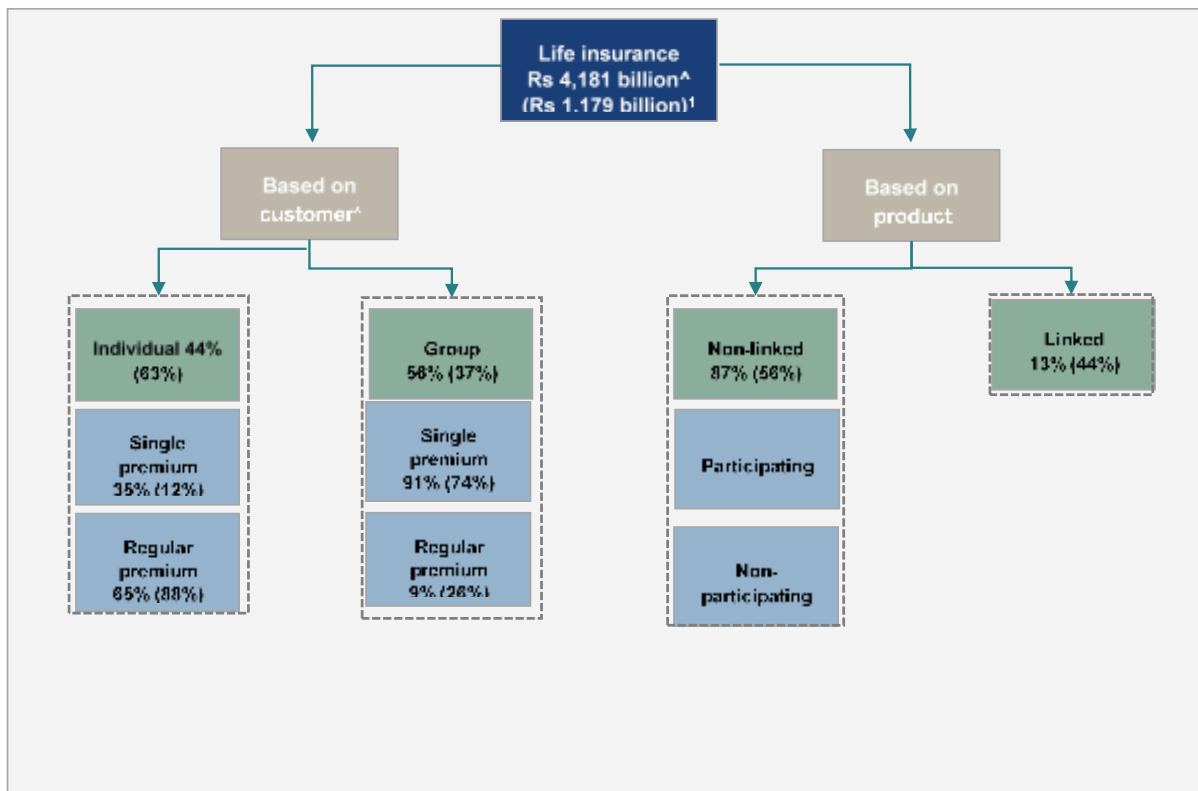 Life insurance
Rs 4,181 billion^
(Rs 1,179 billion)¹
Based on
customer^
Based on
product
Individual 44%
(63%)
Group
56% (37%)
Non-linked
87% (56%)
Linked
13% (44%)
Single
premium
35% (12%)
Single
premium
91% (74%)
Participating
Regular
premium
65% (88%)
Regular
premium
9% (26%)
Non-
participating